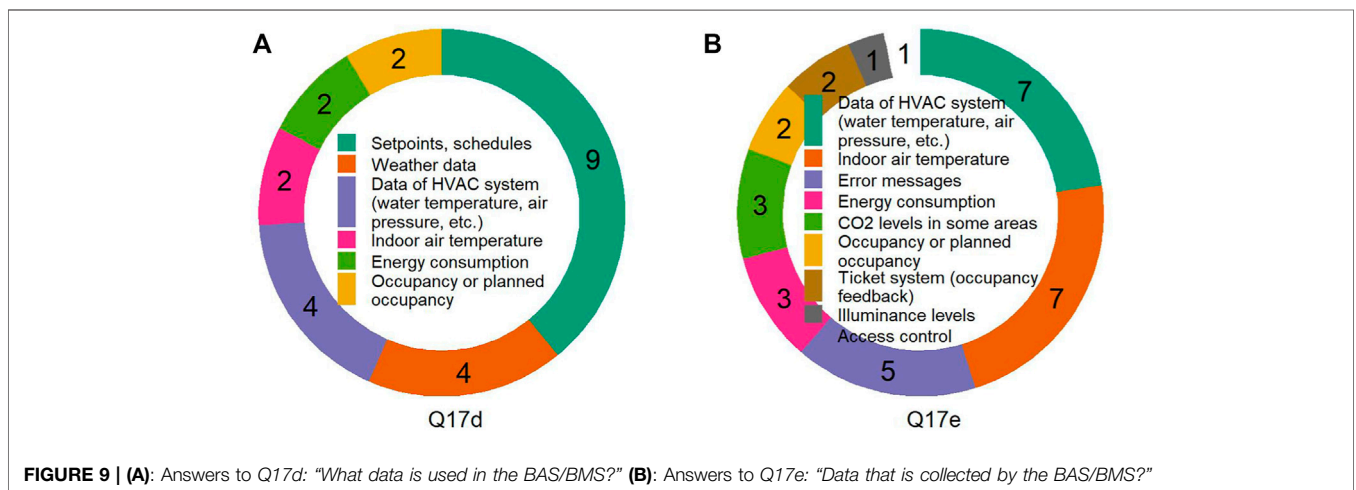 A
2
2
2
4
4
9
Setpoints, schedules
Weather data
Data of HVAC system
(water temperature, air
pressure, etc.)
Indoor air temperature
Energy consumption
Occupancy or planned
occupancy
Q17d
B
1
1
2
2
3
3
5
7
7
Data of HVAC system
(water temperature, air
pressure, etc.)
Indoor air temperature
Error messages
Energy consumption
CO2 levels in some areas
Occupancy or planned
occupancy
Ticket system (occupancy
feedback)
Illuminance levels
Access control
Q17e
FIGURE 9 | (A): Answers to Q17d: “What data is used in the BAS/BMS?” (B): Answers to Q17e: “Data that is collected by the BAS/BMS?”